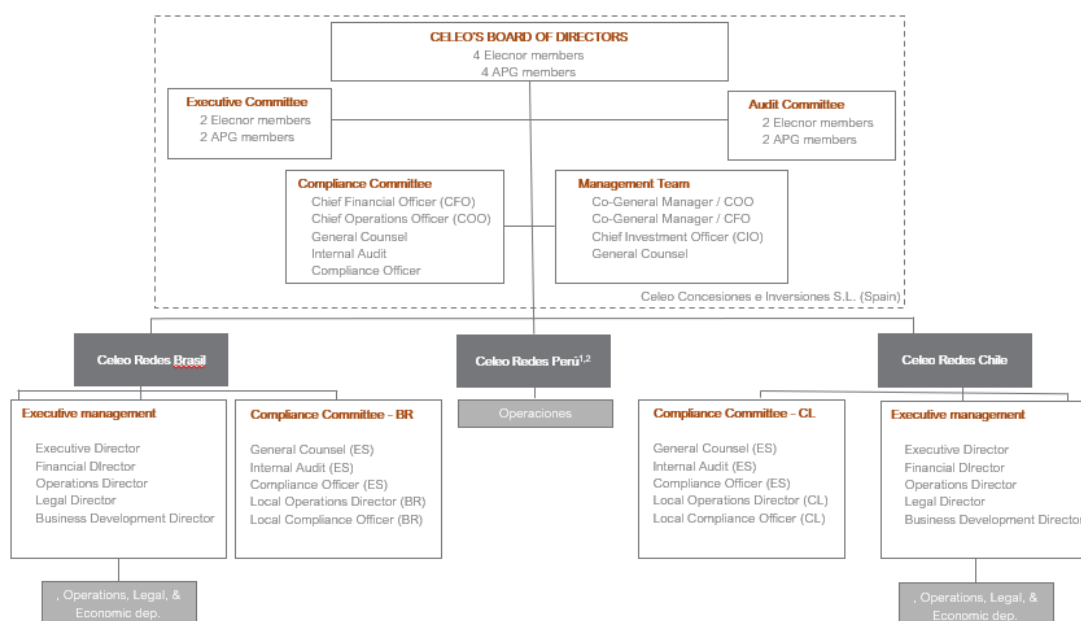 CELEO'S BOARD OF DIRECTORS
4 Elecnor members
4 APG members
Executive Committee
2 Elecnor members
2 APG members
Audit Committee
2 Elecnor members
2 APG members
Compliance Committee
Chief Financial Officer (CFO)
Chief Operations Officer (COO)
General Counsel
Internal Audit
Compliance Officer
Management Team
Co-General Manager / COO
Co-General Manager / CFO
Chief Investment Officer (CIO)
General Counsel
Celeo Concesiones e Inversiones S.L. (Spain)
Celeo Redes Brasil
Celeo Redes Perú1,2
Celeo Redes Chile
Executive management
Executive Director
Financial DIrector
Operations Director
Legal Director
Business Development Director
Compliance Committee - BR
General Counsel (ES)
Internal Audit (ES)
Compliance Officer (ES)
Local Operations Director (BR)
Local Compliance Officer (BR)
Operaciones
Compliance Committee - CL
General Counsel (ES)
Internal Audit (ES)
Compliance Officer (ES)
Local Operations Director (CL)
Local Compliance Officer (CL)
Executive management
Executive Director
Financial DIrector
Operations Director
Legal Director
Business Development Director
, Operations, Legal, &
Economic dep.
, Operations, Legal, &
Economic dep.